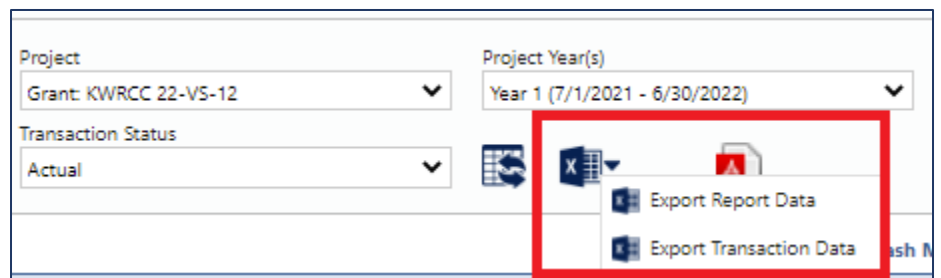 Project
Project Year(s)
Grant: KWRCC 22-VS-12
Year 1 (7/1/2021 - 6/30/2022)
Transaction Status
Actual
Export Report Data
Export Transaction Data